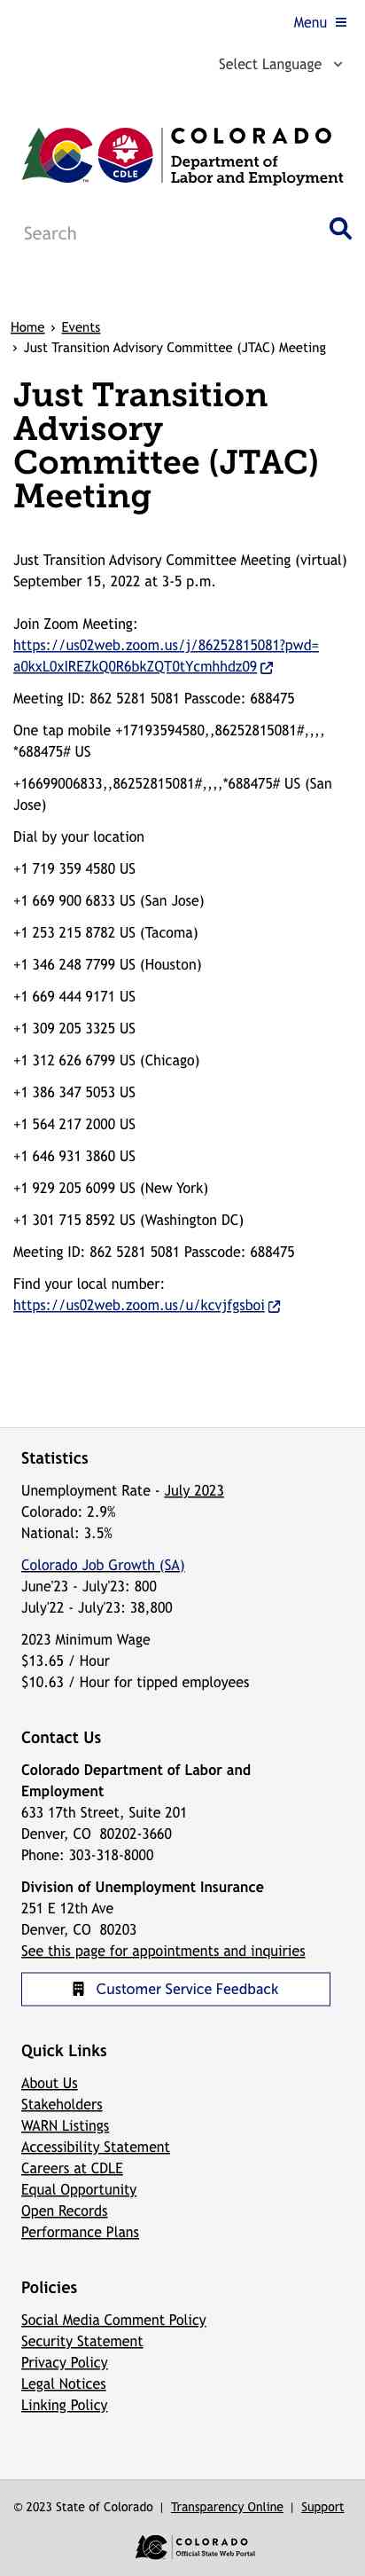 Menu
Select Language
COLORADO
Department of
Labor and Employment
CDLE
Search
Home › Events
› Just Transition Advisory Committee (JTAC) Meeting
Just Transition
Advisory
Committee (JTAC)
Meeting
Just Transition Advisory Committee Meeting (virtual)
September 15, 2022 at 3-5 p.m.
Join Zoom Meeting:
https://us02web.zoom.us/j/86252815081?pwd=
a0kxL0xIREZkQ0R6bkZQT0tYcmhhdz09
Meeting ID: 862 5281 5081 Passcode: 688475
One tap mobile +17193594580,,86252815081#,,,,
*688475# US
+16699006833,,86252815081#,,,,*688475# US (San
Jose)
Dial by your location
+1 719 359 4580 US
+1 669 900 6833 US (San Jose)
+1 253 215 8782 US (Tacoma)
+1 346 248 7799 US (Houston)
+1 669 444 9171 US
+1 309 205 3325 US
+1 312 626 6799 US (Chicago)
+1 386 347 5053 US
+1 564 217 2000 US
+1 646 931 3860 US
+1 929 205 6099 US (New York)
+1 301 715 8592 US (Washington DC)
Meeting ID: 862 5281 5081 Passcode: 688475
Find your local number:
https://us02web.zoom.us/u/kcvjfgsboi
Statistics
Unemployment Rate - July 2023
Colorado: 2.9%
National: 3.5%
Colorado Job Growth (SA)
June'23 - July'23: 800
July'22 - July'23: 38,800
2023 Minimum Wage
$13.65 / Hour
$10.63 / Hour for tipped employees
Contact Us
Colorado Department of Labor and
Employment
633 17th Street, Suite 201
Denver, CO  80202-3660
Phone: 303-318-8000
Division of Unemployment Insurance
251 E 12th Ave
Denver, CO  80203
See this page for appointments and inquiries
Customer Service Feedback
Quick Links
About Us
Stakeholders
WARN Listings
Accessibility Statement
Careers at CDLE
Equal Opportunity
Open Records
Performance Plans
Policies
Social Media Comment Policy
Security Statement
Privacy Policy
Legal Notices
Linking Policy
© 2023 State of Colorado | Transparency Online | Support
COLORADO
Official State Web Portal